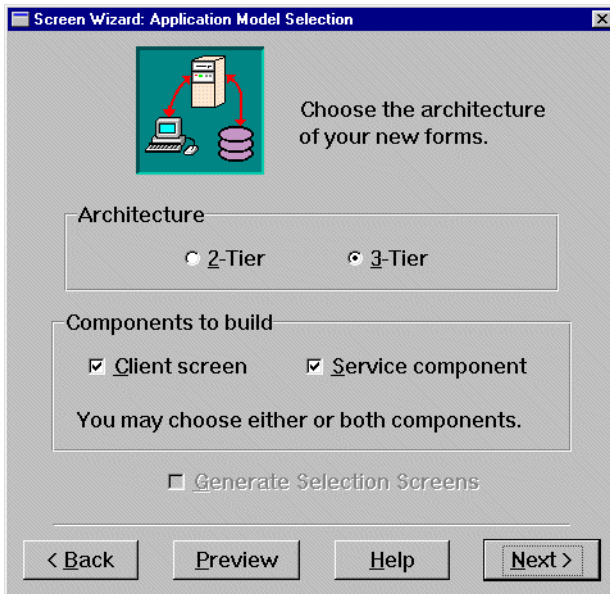 Screen Wizard: Application Model Selection
Choose the architecture
of your new forms.
Architecture
2-Tier 3-Tier
Components to build
Client screen Service component
You may choose either or both components.
Generate Selection Screens
< Back Preview Help Next >